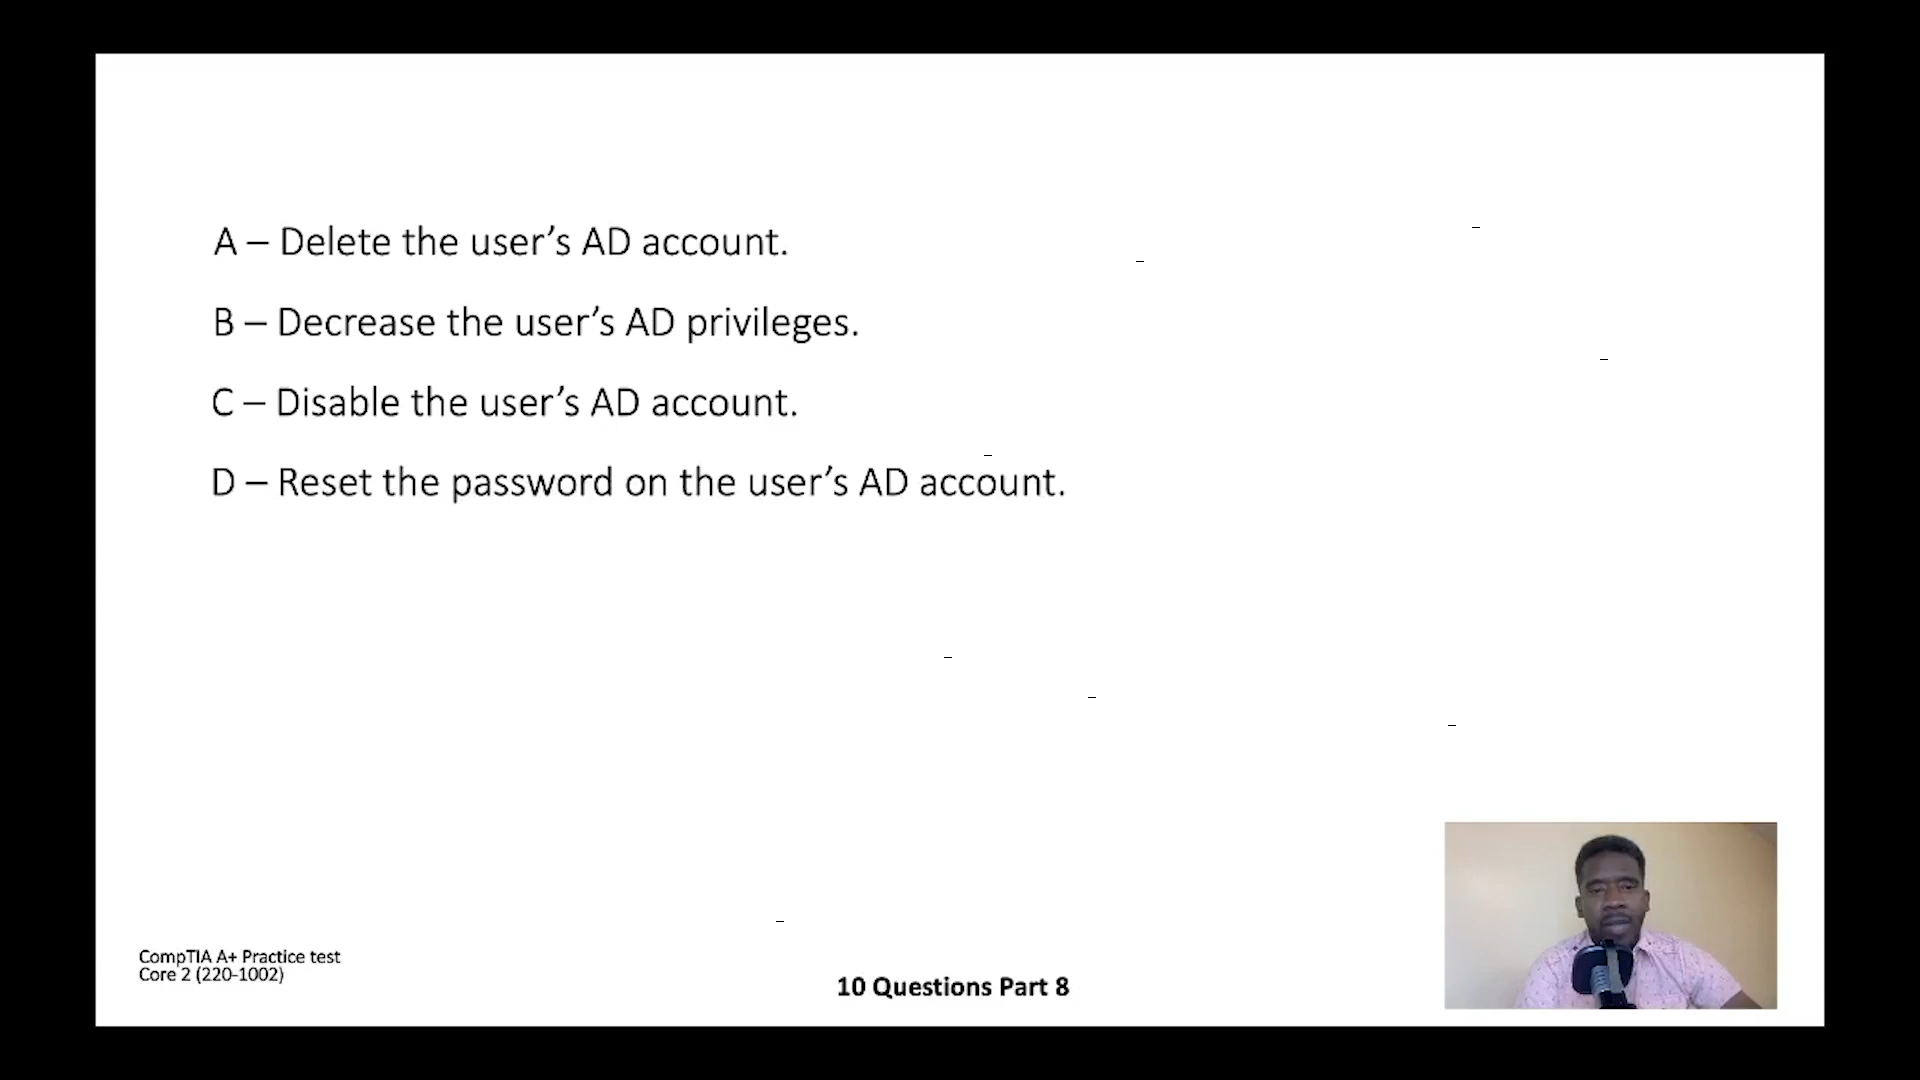 A – Delete the user’s AD account.
B – Decrease the user’s AD privileges.
C – Disable the user’s AD account.
D – Reset the password on the user’s AD account.
CompTIA A+ Practice test
Core 2 (220-1002)
10 Questions Part 8